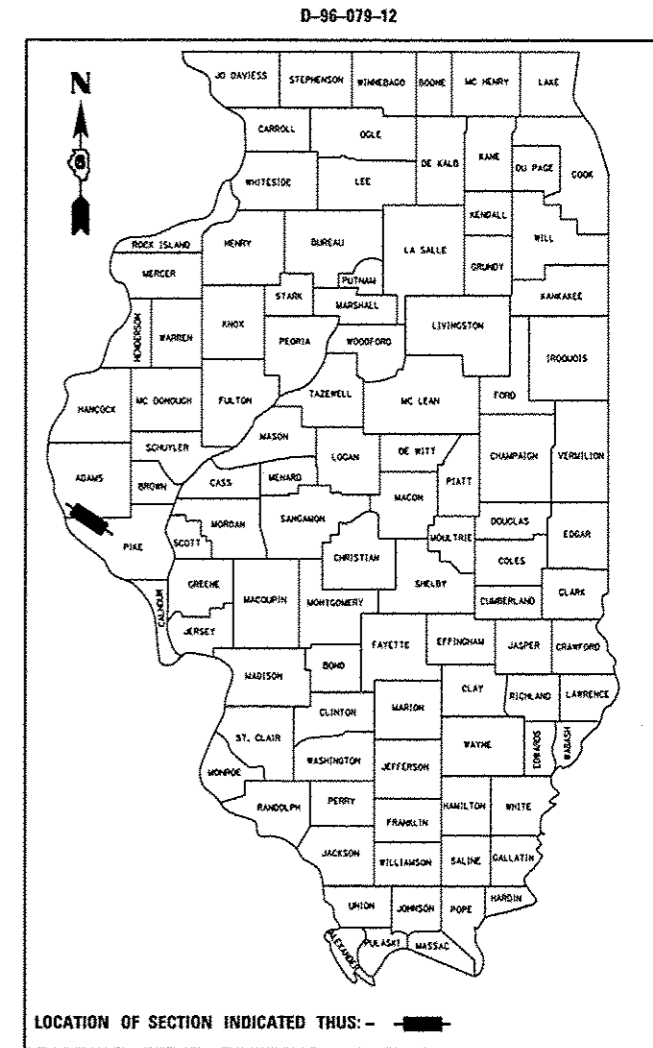 D-96-079-12
JO DAVIESS STEPHENSON WINNEBAGO BOONE MC HENRY LAKE
N
CARROLL OGLE
DE KALB KANE DU PAGE COOK
WHITESIDE LEE
KENDALL
WILL
ROCK ISLAND HENRY BUREAU LA SALLE
GRUNDY
MERCER PUTNAM
STARK MARSHALL KANKAKEE
HENDERSON WARREN KNOX PEORIA WOODFORD LIVINGSTON
IROQUOIS
HANCOCK MC DONOUGH FULTON TAZEWELL MC LEAN FORD
MASON
SCHUYLER LOGAN DE WITT CHAMPAIGN VERMILION
ADAMS BROWN CASS MENARD PIATT
MACON
PIKE SCOTT MORGAN SANGAMON MOULTRIE DOUGLAS EDGAR
CHRISTIAN COLES
CALHOUN GREENE MACOUPIN MONTGOMERY SHELBY CUMBERLAND CLARK
JERSEY
FAYETTE EFFINGHAM JASPER CRAWFORD
MADISON BOND
CLAY RICHLAND LAWRENCE
CLINTON MARION
ST. CLAIR WAYNE EDWARDS WABASH
WASHINGTON JEFFERSON
MONROE
RANDOLPH PERRY HAMILTON WHITE
FRANKLIN
JACKSON WILLIAMSON SALINE GALLATIN
UNION JOHNSON POPE HARDIN
ALEXANDER PULASKI MASSAC
LOCATION OF SECTION INDICATED THUS: -